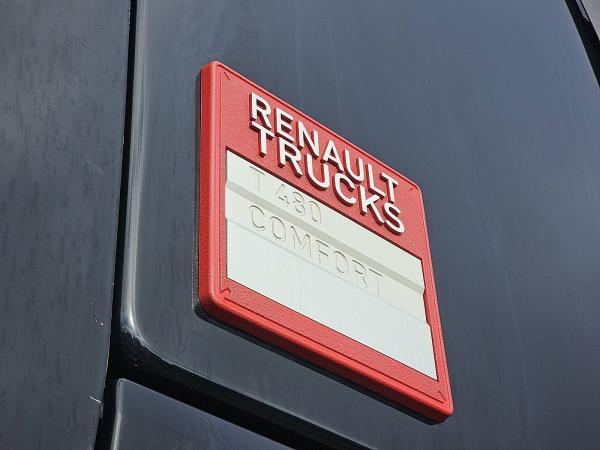 RENAULT
TRUCKS
T 480
COMFORT